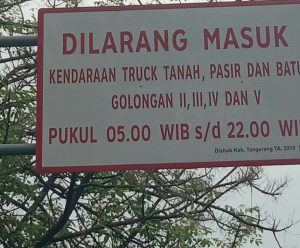 DILARANG MASUK
KENDARAAN TRUCK TANAH, PASIR DAN BATU
GOLONGAN II,III,IV DAN V
PUKUL 05.00 WIB s/d 22.00 WI
Dishub Kab. Tangerang TA. 2019